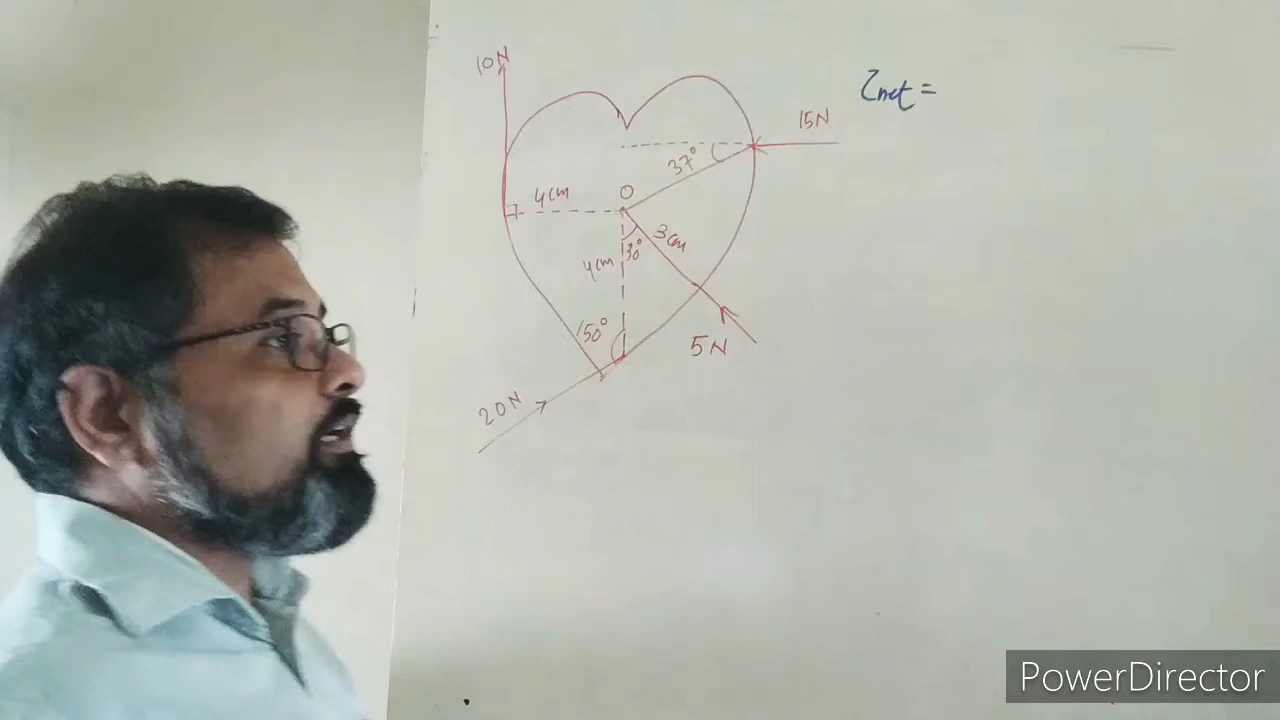 10N
τnet =
15N
37°
4cm
O
3cm
4cm
30°
150°
5N
20N
PowerDirector